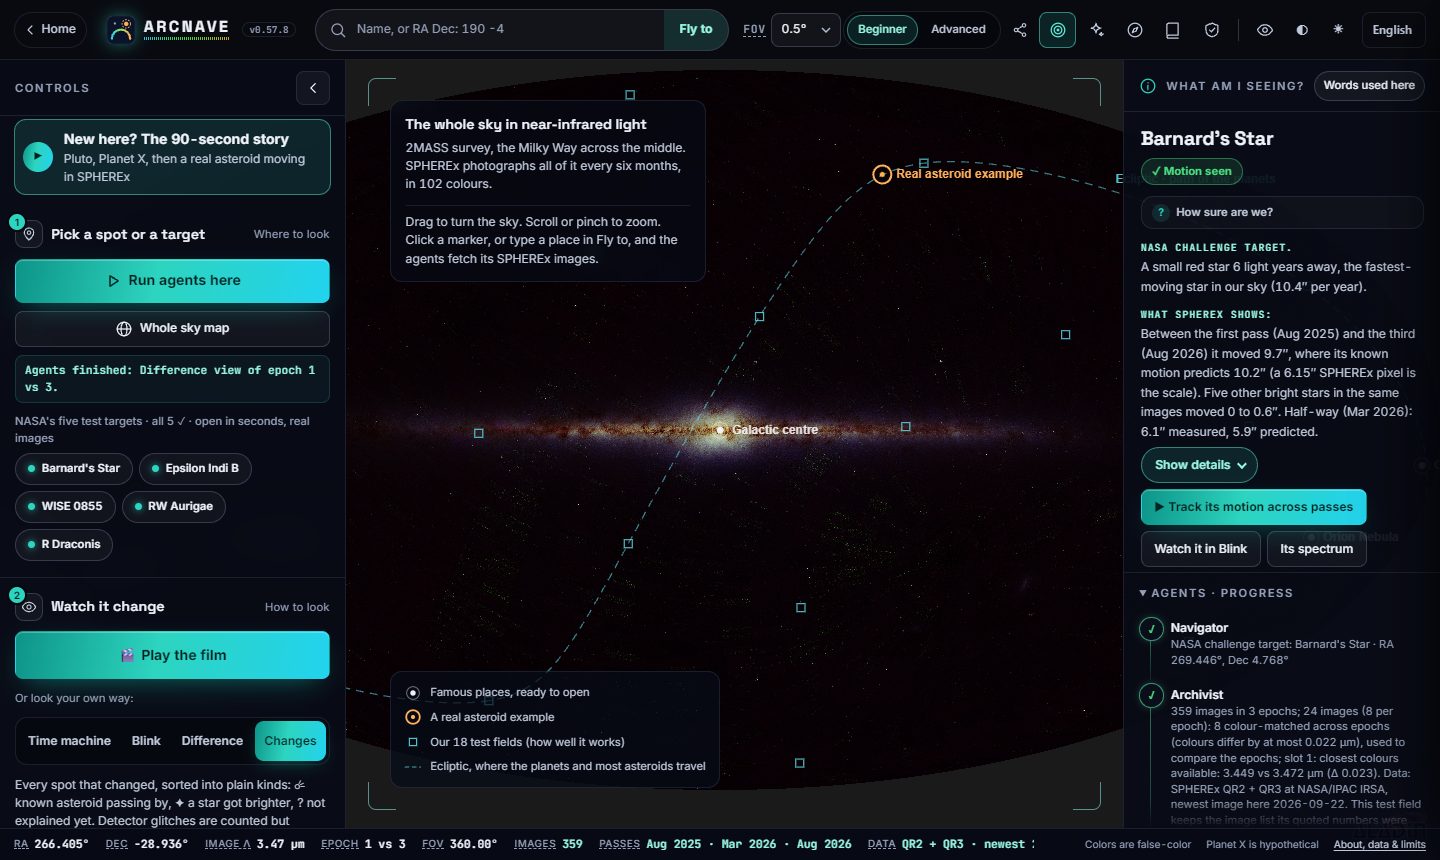 Home
ARCNAVE
v0.57.8
Name, or RA Dec: 190 -4
Fly to
FOV
0.5°
Beginner
Advanced
English
CONTROLS
New here? The 90-second story
Pluto, Planet X, then a real asteroid moving
in SPHEREx
1
Pick a spot or a target
Where to look
Run agents here
Whole sky map
Agents finished: Difference view of epoch 1
vs 3.
NASA's five test targets · all 5 ✓ · open in seconds, real
images
Barnard's Star
Epsilon Indi B
WISE 0855
RW Aurigae
R Draconis
2
Watch it change
How to look
Play the film
Or look your own way:
Time machine
Blink
Difference
Changes
Every spot that changed, sorted into plain kinds: ☄
known asteroid passing by, ✦ a star got brighter, ? not
explained yet. Detector glitches are counted but
The whole sky in near-infrared light
2MASS survey, the Milky Way across the middle.
SPHEREx photographs all of it every six months,
in 102 colours.
Drag to turn the sky. Scroll or pinch to zoom.
Click a marker, or type a place in Fly to, and the
agents fetch its SPHEREx images.
Real asteroid example
Galactic centre
Famous places, ready to open
A real asteroid example
Our 18 test fields (how well it works)
Ecliptic, where the planets and most asteroids travel
WHAT AM I SEEING?
Words used here
Barnard's Star
✓ Motion seen
? How sure are we?
NASA CHALLENGE TARGET.
A small red star 6 light years away, the fastest-
moving star in our sky (10.4″ per year).
WHAT SPHEREX SHOWS:
Between the first pass (Aug 2025) and the third
(Aug 2026) it moved 9.7″, where its known
motion predicts 10.2″ (a 6.15″ SPHEREx pixel is
the scale). Five other bright stars in the same
images moved 0 to 0.6″. Half-way (Mar 2026):
6.1″ measured, 5.9″ predicted.
Show details
▶ Track its motion across passes
Orion Nebula
Watch it in Blink
Its spectrum
▼ AGENTS · PROGRESS
Navigator
NASA challenge target: Barnard's Star · RA
269.446°, Dec 4.768°
Archivist
359 images in 3 epochs; 24 images (8 per
epoch): 8 colour-matched across epochs
(colours differ by at most 0.022 µm), used to
compare the epochs; slot 1: closest colours
available: 3.449 vs 3.472 µm (Δ 0.023). Data:
SPHEREx QR2 + QR3 at NASA/IPAC IRSA,
newest image here 2026-09-22. This test field
keeps the image list its quoted numbers were
RA 266.405° DEC -28.936° IMAGE Λ 3.47 µm EPOCH 1 vs 3 FOV 360.00° IMAGES 359 PASSES Aug 2025 · Mar 2026 · Aug 2026 DATA QR2 + QR3 · newest
Colors are false-color
Planet X is hypothetical
About, data & limits